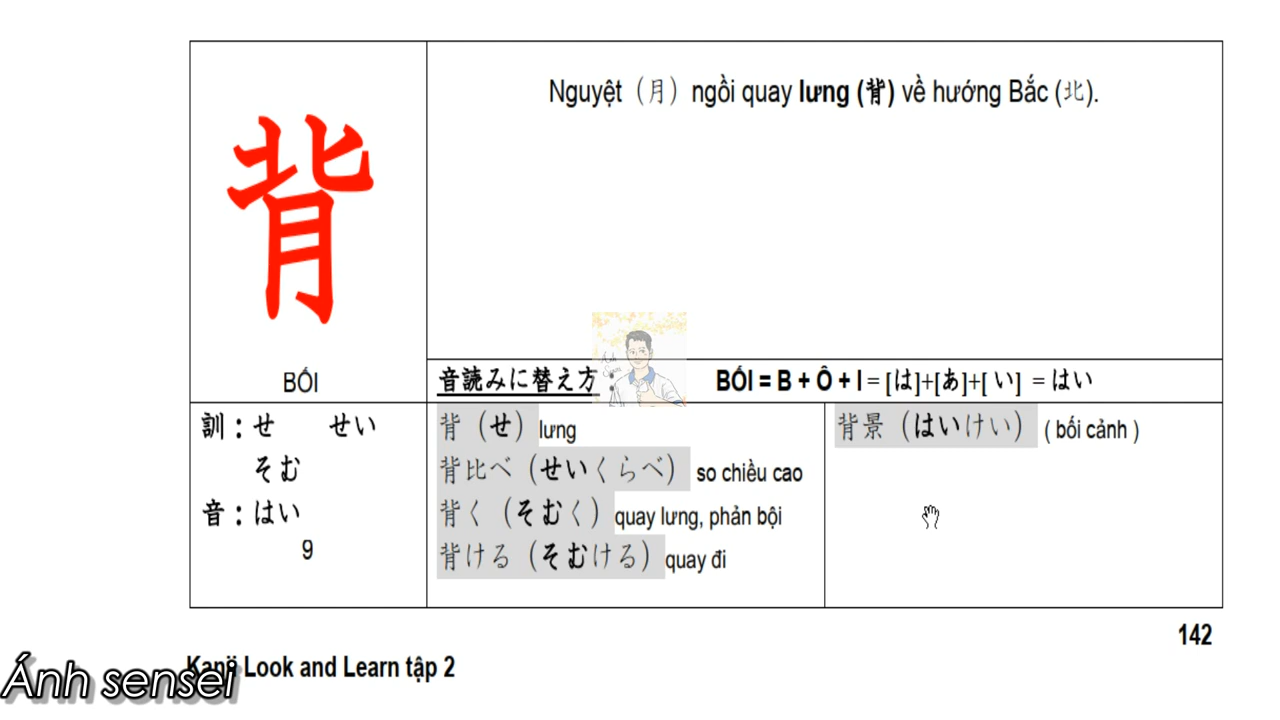 背
BỐI
Nguyệt（月）ngồi quay lưng (背) về hướng Bắc (北).
音読みに替え方
BỐI = B + Ô + I = [は]+[あ]+[ い] = はい
訓：せ せい
そむ
音：はい
9
背（せ）lưng
背比べ（せいくらべ） so chiều cao
背く（そむく）quay lưng, phản bội
背ける（そむける）quay đi
背景（はいけい）( bối cảnh )
142
Look and Learn tập 2
Ánh sensei